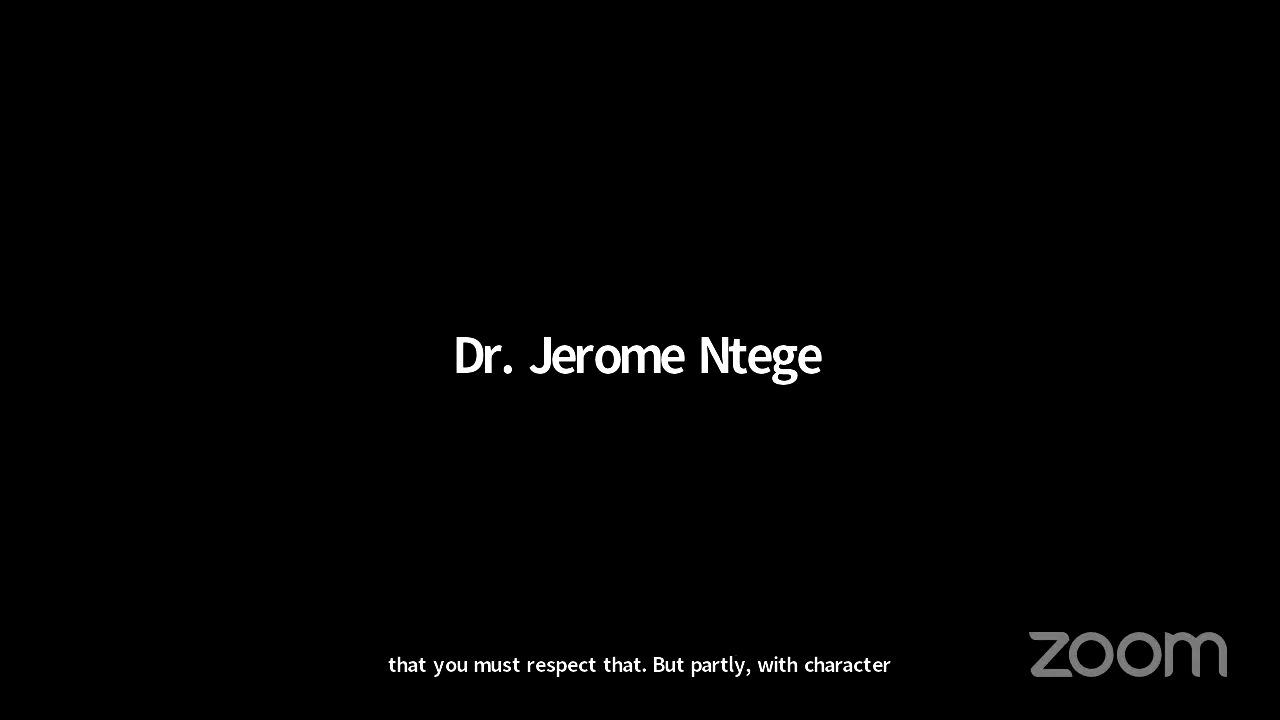 Dr. Jerome Ntege
that you must respect that. But partly, with character
zoom